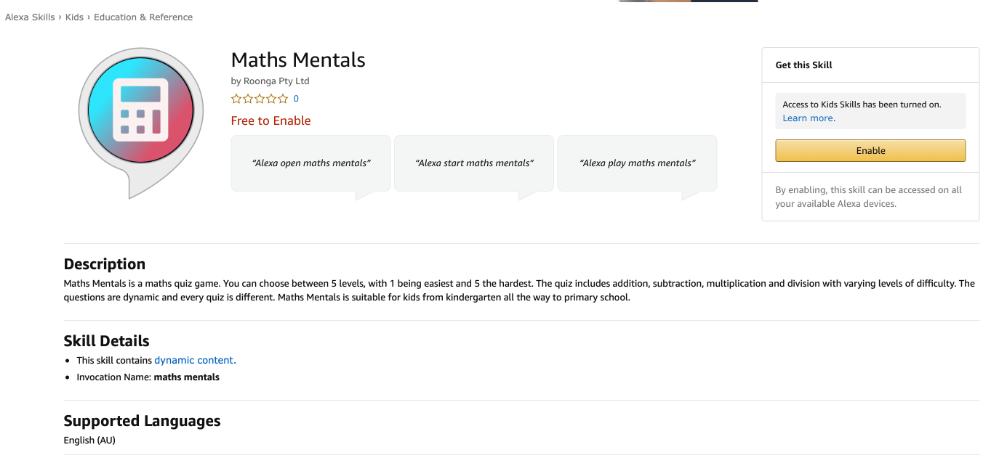 Alexa Skills › Kids › Education & Reference
Maths Mentals
by Roonga Pty Ltd
0
Free to Enable
"Alexa open maths mentals"
"Alexa start maths mentals"
"Alexa play maths mentals"
Get this Skill
Access to Kids Skills has been turned on.
Learn more.
Enable
By enabling, this skill can be accessed on all
your available Alexa devices.
Description
Maths Mentals is a maths quiz game. You can choose between 5 levels, with 1 being easiest and 5 the hardest. The quiz includes addition, subtraction, multiplication and division with varying levels of difficulty. The
questions are dynamic and every quiz is different. Maths Mentals is suitable for kids from kindergarten all the way to primary school.
Skill Details
• This skill contains dynamic content.
• Invocation Name: maths mentals
Supported Languages
English (AU)